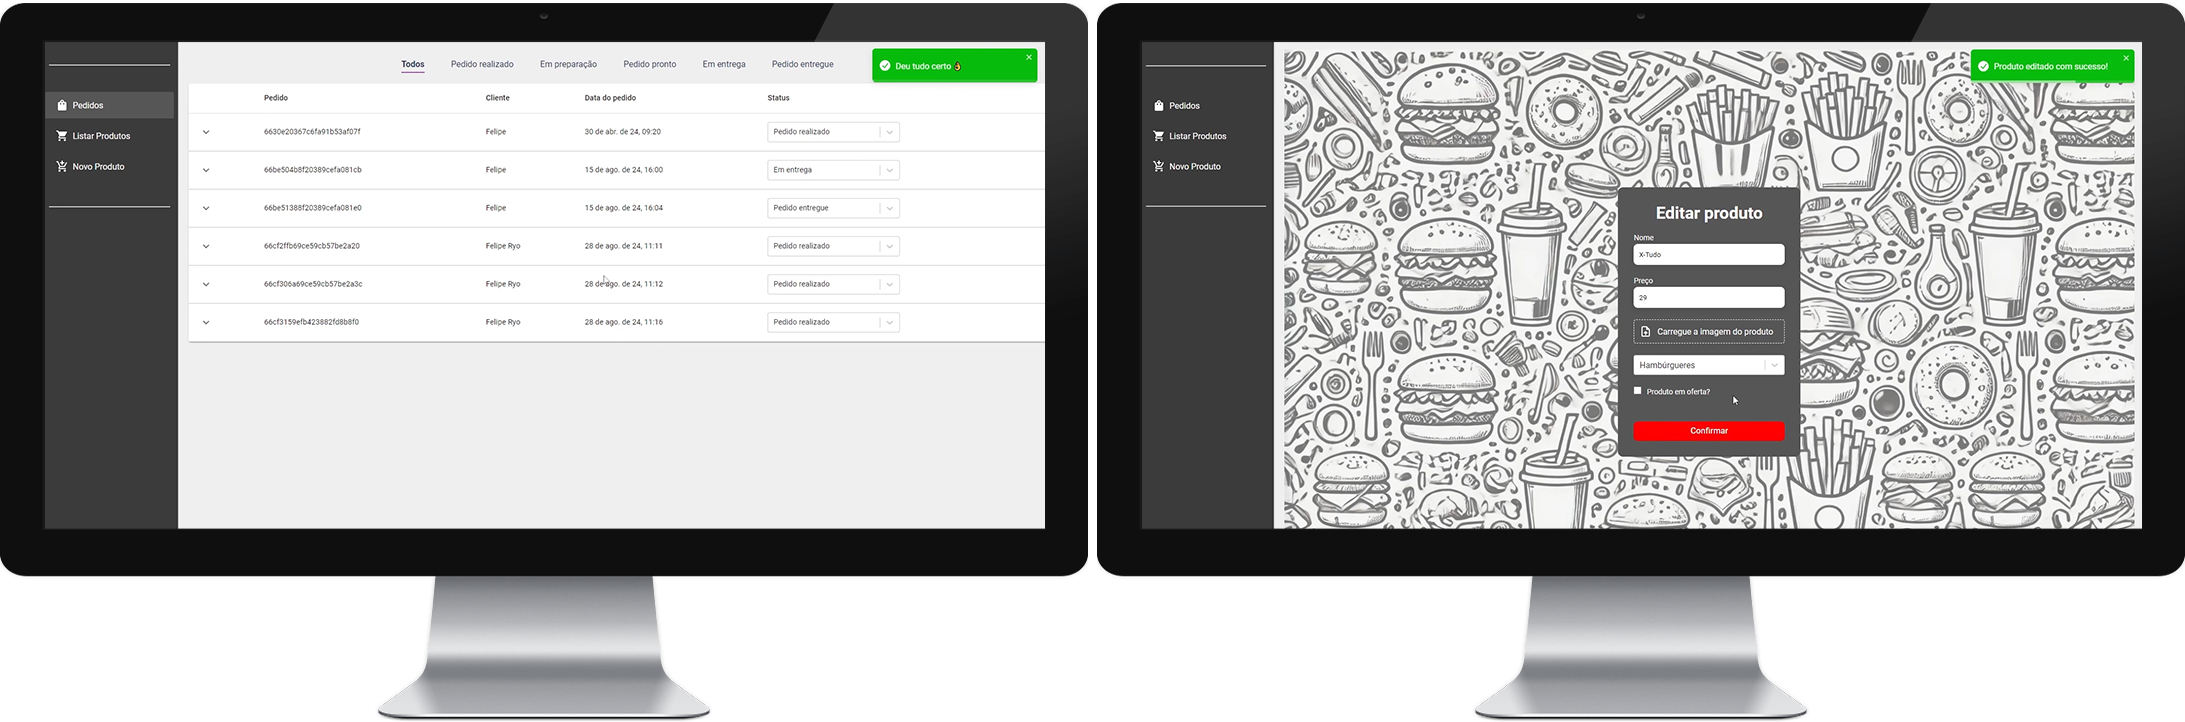 Todos
Pedido realizado
Em preparação
Pedido pronto
Em entrega
Pedido entregue
Deu tudo certo 👌
Pedidos
Listar Produtos
Novo Produto
Pedido Cliente Data do pedido Status
6630e20367c6fa91b53af07f Felipe 30 de abr. de 24, 09:20 Pedido realizado
66be504b8f20389cefa081cb Felipe 15 de ago. de 24, 16:00 Em entrega
66be51388f20389cefa081e0 Felipe 15 de ago. de 24, 16:04 Pedido entregue
66cf2ffb69ce59cb57be2a20 Felipe Ryo 28 de ago. de 24, 11:11 Pedido realizado
66cf306a69ce59cb57be2a3c Felipe Ryo 28 de ago. de 24, 11:12 Pedido realizado
66cf3159efb423882fd8b8f0 Felipe Ryo 28 de ago. de 24, 11:16 Pedido realizado
Pedidos
Listar Produtos
Novo Produto
Produto editado com sucesso!
Editar produto
Nome
X-Tudo
Preço
29
Carregue a imagem do produto
Hambúrgueres
Produto em oferta?
Confirmar